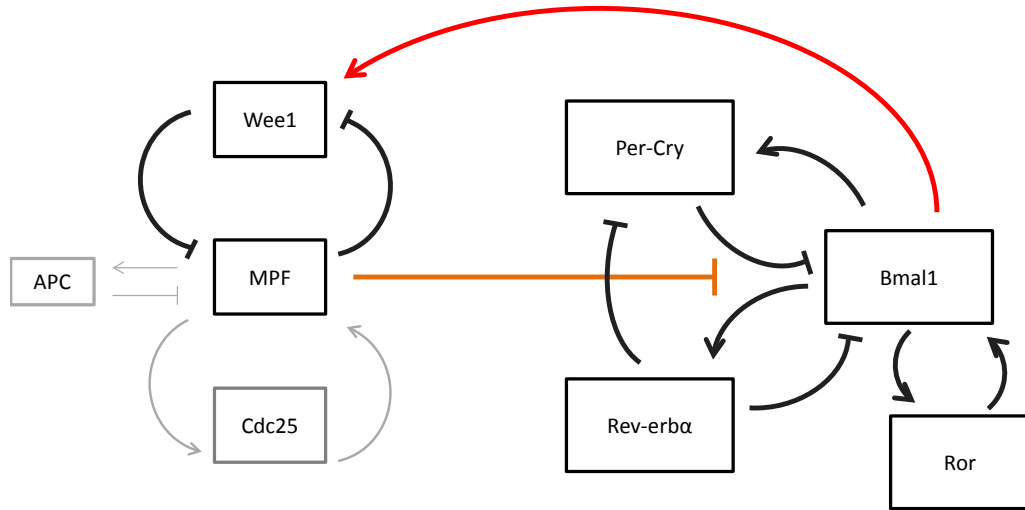 Wee1
Per-Cry
APC
MPF
Bmal1
Cdc25
Rev-erbα
Ror